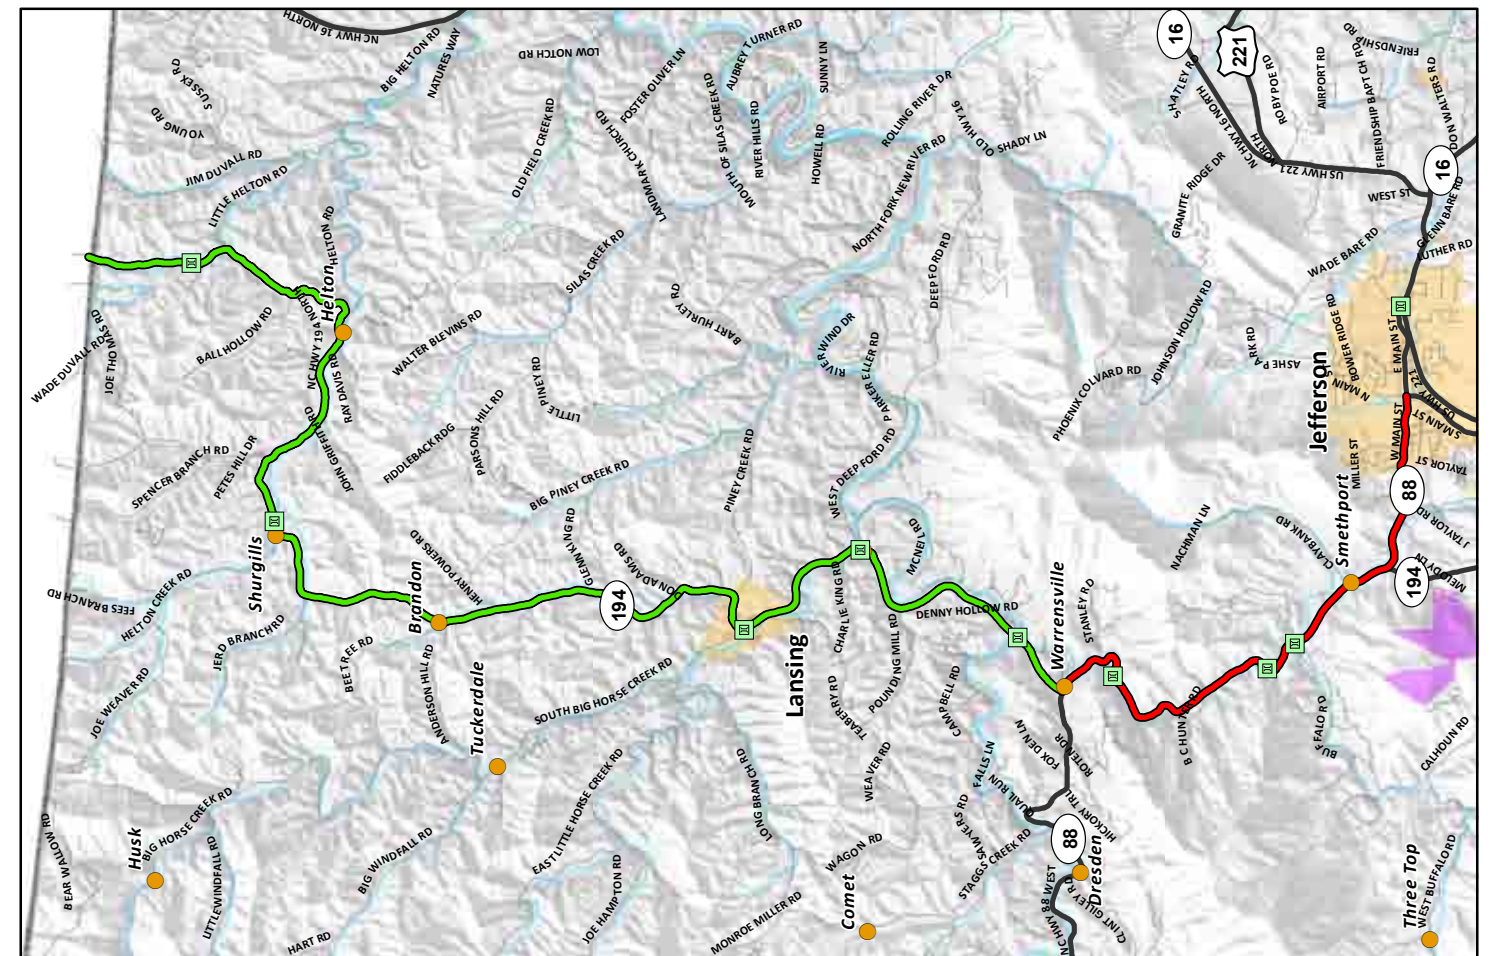 NC HWY 16 NORTH
BIG HELTON RD
NATURES WAY
LOW NOTCH RD
FOSTER OLIVER LN
AUBREY TURNER RD
SUNNY LN
16
221
SHATLEY RD
ROBY POE RD
AIRPORT RD
FRIENDSHIP
RD
FRIENDSHIP BAPT CH RD
DON WALTERS RD
SUSSEX RD
YOUNG RD
OLD FIELD CREEK RD
LANDMARK CHURCH RD
MOUTH OF SILAS CREEK RD
RIVER HILLS RD
HOWELL RD
ROLLING RIVER DR
OLD HWY 16
SHADY LN
NC HWY 16 NORTH
NORTH
US HWY 221
16
WEST ST
GLENN BARE RD
LUTHER RD
JIM DUVALL RD
LITTLE HELTON RD
HELTON RD
NORTH FORK NEW RIVER RD
GRANITE RIDGE DR
WADE BARE RD
SILAS CREEK RD
DEEP FORD RD
Helton
NC HWY 194 NORTH
BALL HOLLOW RD
WADE DUVALL RD
JOE THOMAS RD
WALTER BLEVINS RD
BART HURLEY RD
RIVERWIND DR
PARKER ELLER RD
JOHNSON HOLLOW RD
ASHE PARK RD
BOWER RIDGE RD
N MAIN ST
E MAIN ST
US HWY 221
S MAIN ST
W MAIN ST
TAYLOR ST
Jefferson
MILLER ST
RAY DAVIS RD
JOHN GRIFFITH RD
LITTLE PINEY RD
PARSONS HILL RD
FIDDLEBACK RDG
PHOENIX COLVARD RD
SPENCER BRANCH RD
PETES HILL DR
BIG PINEY CREEK RD
PINEY CREEK RD
WEST DEEP FORD RD
88
Smethport
J TAYLOR RD
MELODY LN
194
CLAYBANK RD
NACHMAN LN
MCNEIL RD
Shurgills
HENRY POWERS RD
GLENN KING RD
DON ADAMS RD
Brandon
194
CHARLIE KING RD
DENNY HOLLOW RD
Warrensville
STANLEY RD
FEES BRANCH RD
HELTON CREEK RD
JERD BRANCH RD
BEETREE RD
ANDERSON HILL RD
Tuckerdale
SOUTH BIG HORSE CREEK RD
Lansing
TEABERRY RD
POUNDING MILL RD
CAMPBELL RD
JOE WEAVER RD
B C HUNTER RD
BUFFALO RD
CALHOUN RD
FALLS LN
FOX DEN LN
ROTEN DR
QUAIL RUN
HICKORY TRL
WEAVER RD
LONG BRANCH RD
EAST LITTLE HORSE CREEK RD
BIG HORSE CREEK RD
Husk
BEAR WALLOW RD
LITTLE WINDFALL RD
BIG WINDFALL RD
HART RD
JOE HAMPTON RD
MONROE MILLER RD
WAGON RD
Comet
SAWYERS RD
STAGGS CREEK RD
88
NC HWY 88 WEST
Dresden
CLINT GILLEY RD
Three Top
WEST BUFFALO RD